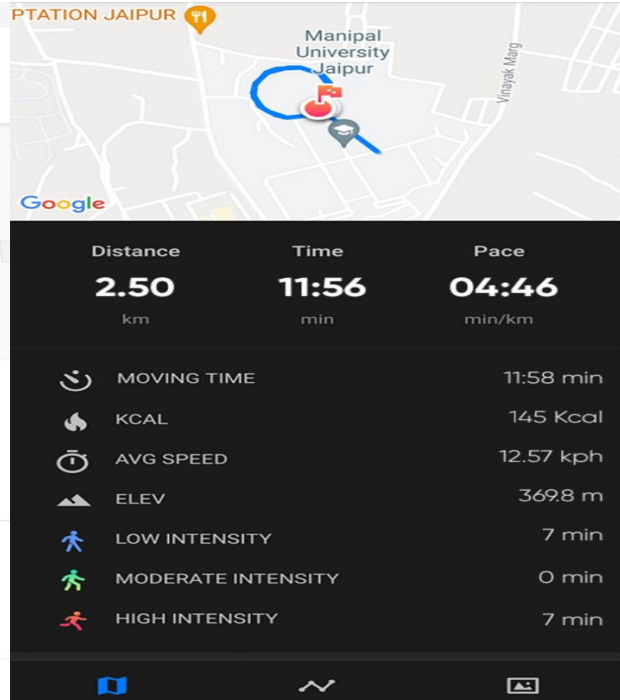 PTATION JAIPUR
Manipal
University
Jaipur
Vinayak Marg
Google
Distance Time Pace
2.50 11:56 04:46
km min min/km
MOVING TIME 11:58 min
KCAL 145 Kcal
AVG SPEED 12.57 kph
ELEV 369.8 m
LOW INTENSITY 7 min
MODERATE INTENSITY 0 min
HIGH INTENSITY 7 min